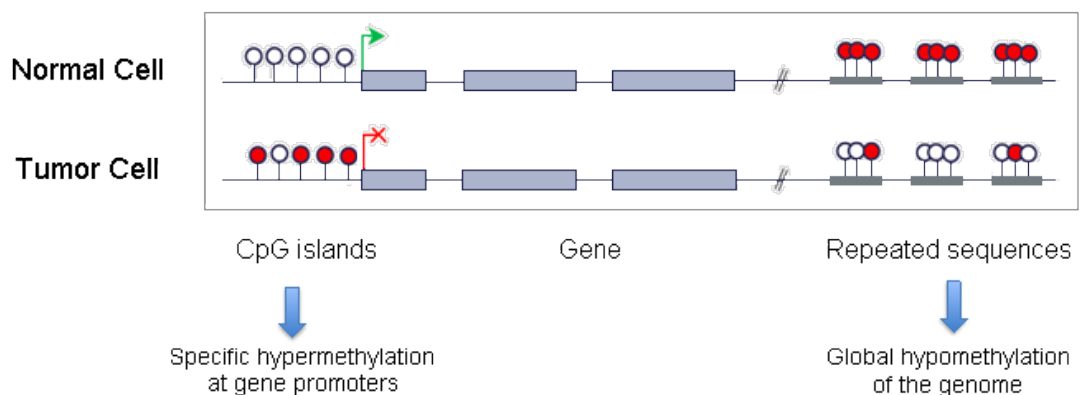 Normal Cell
Tumor Cell
CpG islands
Gene
Repeated sequences
Specific hypermethylation
at gene promoters
Global hypomethylation
of the genome